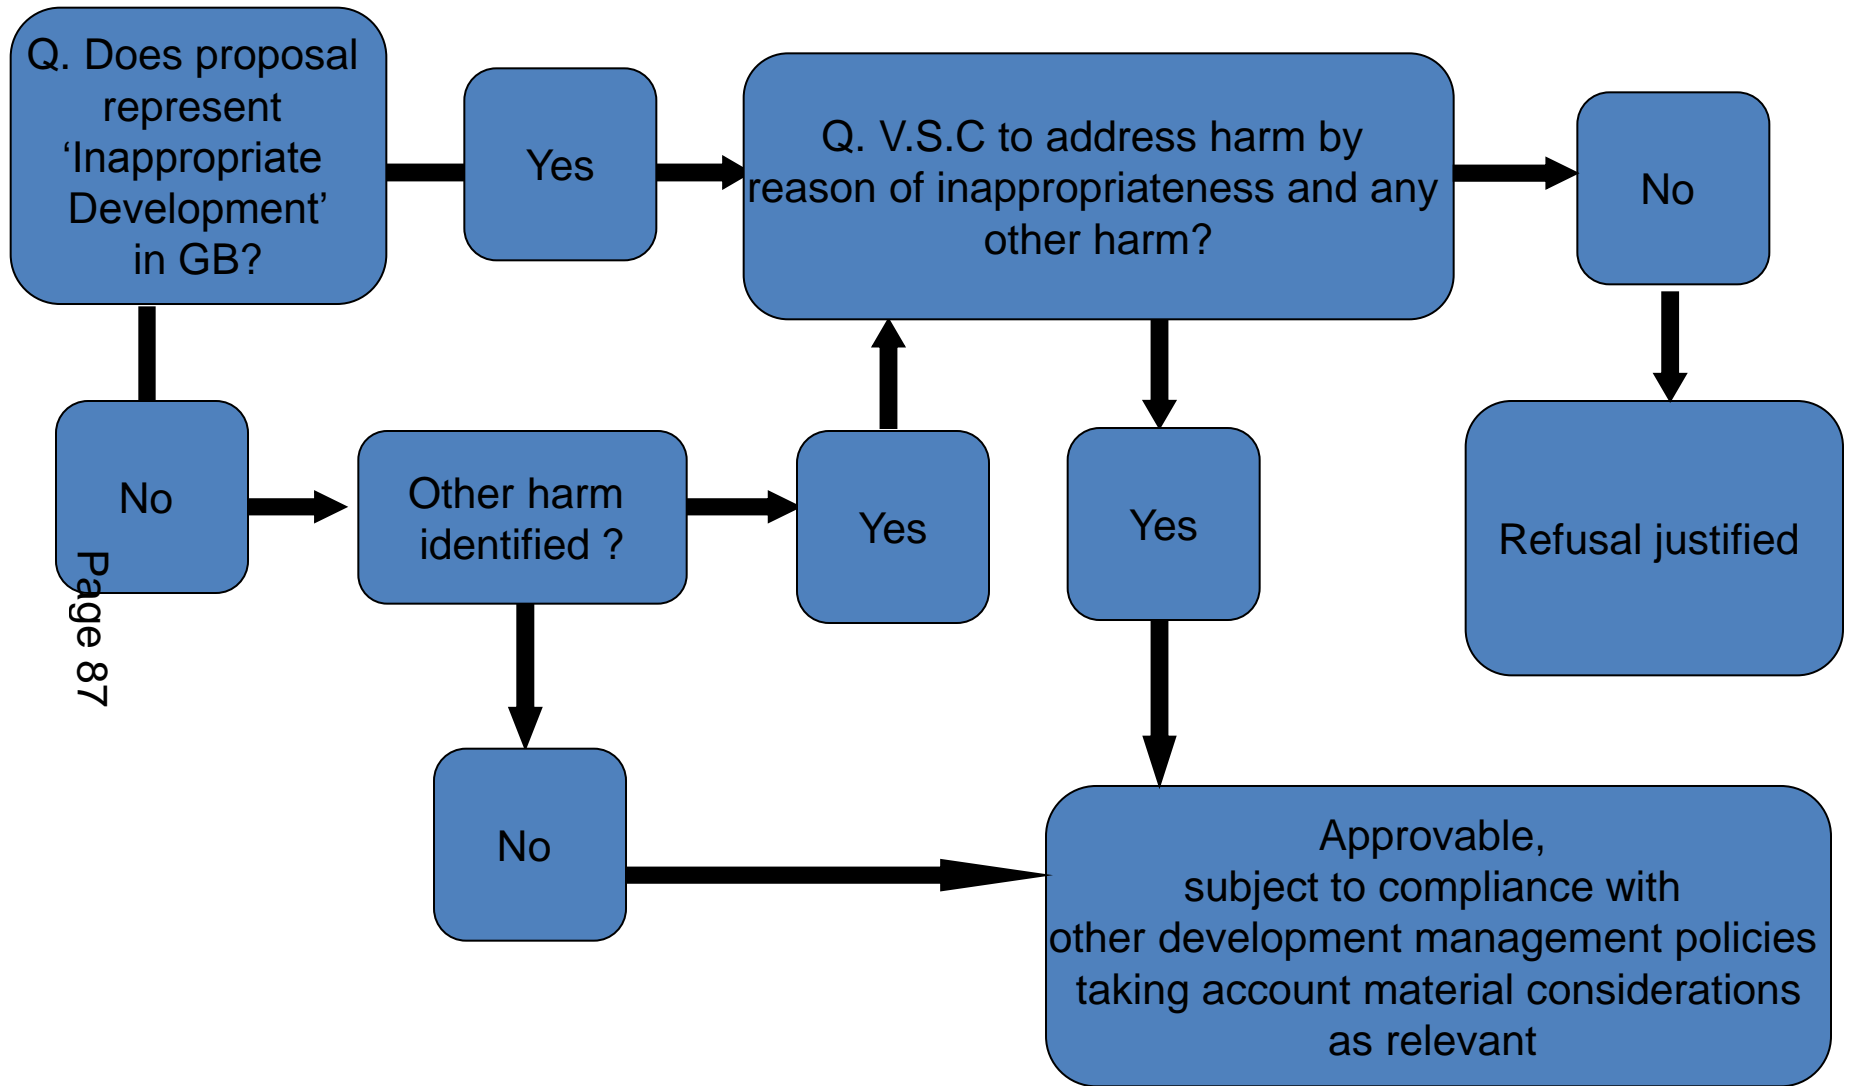 Q. Does proposal
represent
‘Inappropriate
Development’
in GB?
Yes
Q. V.S.C to address harm by
reason of inappropriateness and any
other harm?
No
No
Other harm
identified ?
Yes
Yes
Refusal justified
Page 87
No
Approvable,
subject to compliance with
other development management policies
taking account material considerations
as relevant